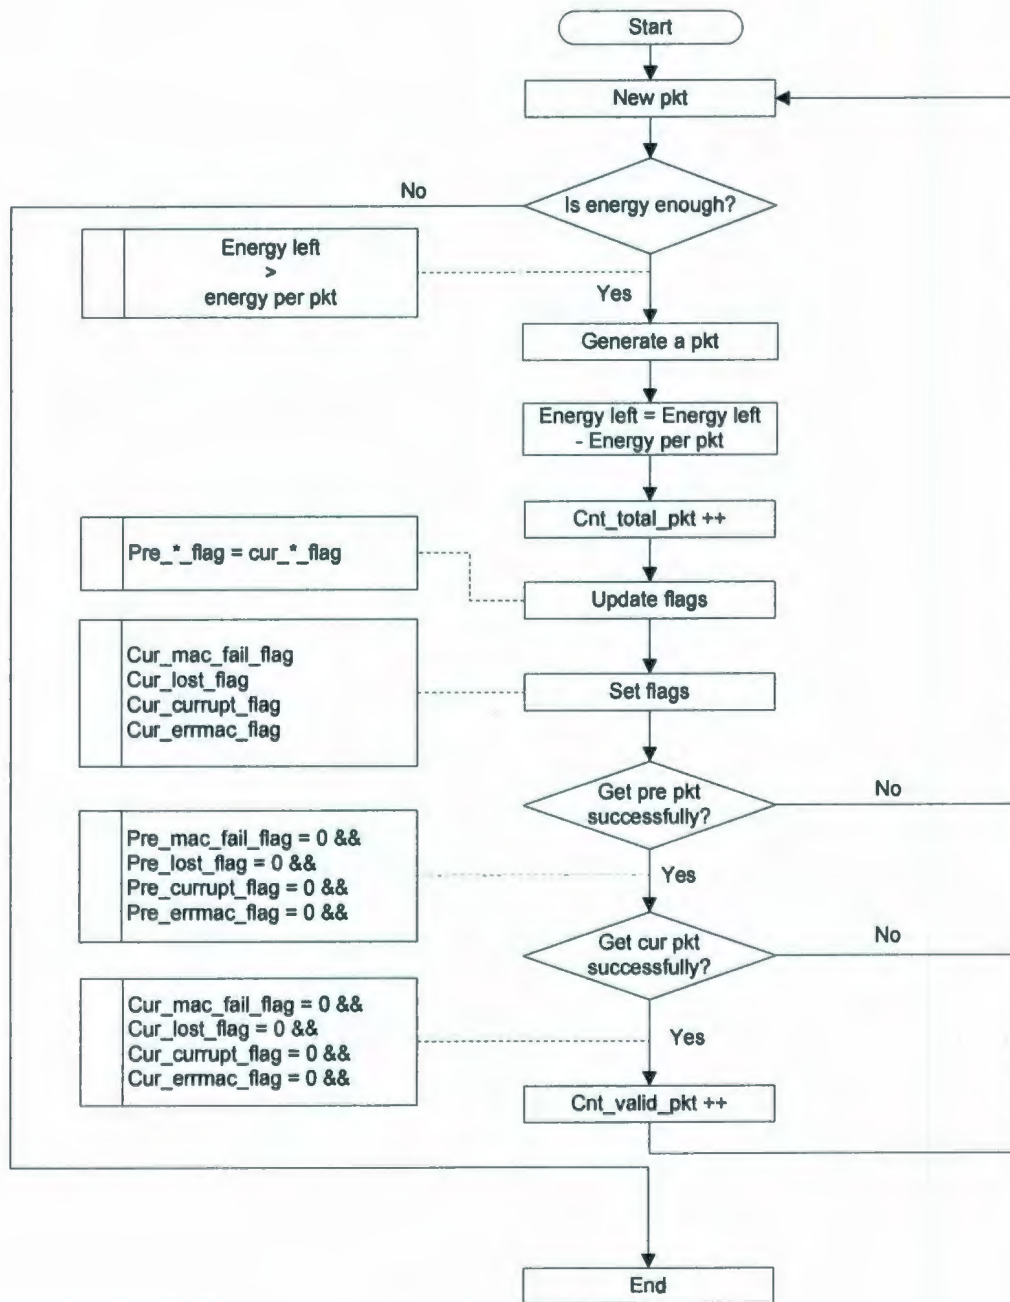 Start
New pkt
No
Is energy enough?
Energy left
>
energy per pkt
Yes
Generate a pkt
Energy left = Energy left
- Energy per pkt
Cnt_total_pkt ++
Pre_*_flag = cur_*_flag
Update flags
Cur_mac_fail_flag
Cur_lost_flag
Cur_currupt_flag
Cur_errmac_flag
Set flags
Get pre pkt
successfully?
No
Pre_mac_fail_flag = 0 &&
Pre_lost_flag = 0 &&
Pre_currupt_flag = 0 &&
Pre_errmac_flag = 0 &&
Yes
Get cur pkt
successfully?
No
Cur_mac_fail_flag = 0 &&
Cur_lost_flag = 0 &&
Cur_currupt_flag = 0 &&
Cur_errmac_flag = 0 &&
Yes
Cnt_valid_pkt ++
End